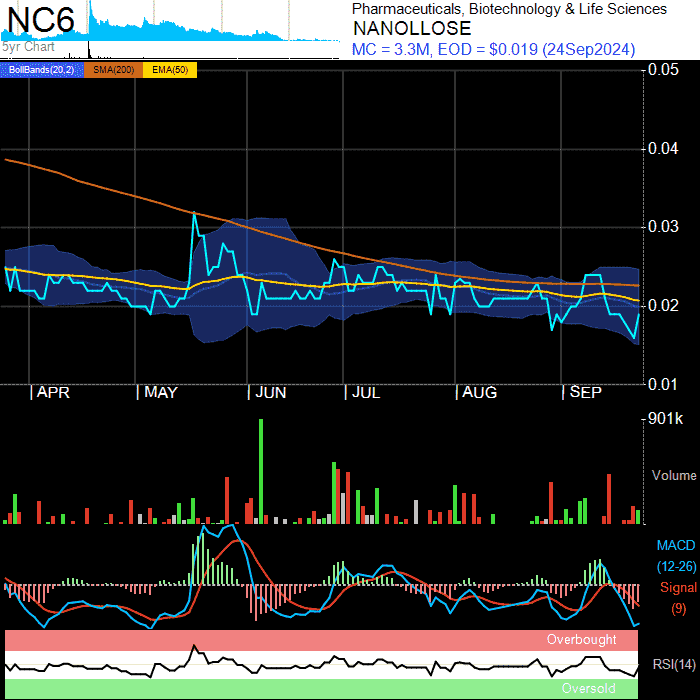 NC6
5yr Chart
Pharmaceuticals, Biotechnology & Life Sciences
NANOLLOSE
MC = 3.3M, EOD = $0.019 (24Sep2024)
BollBands(20,2) SMA(200) EMA(50)
0.05
0.04
0.03
0.02
0.01
APR MAY JUN JUL AUG SEP
901k
Volume
0
MACD
(12-26)
Signal
(9)
Overbought
RSI(14)
Oversold